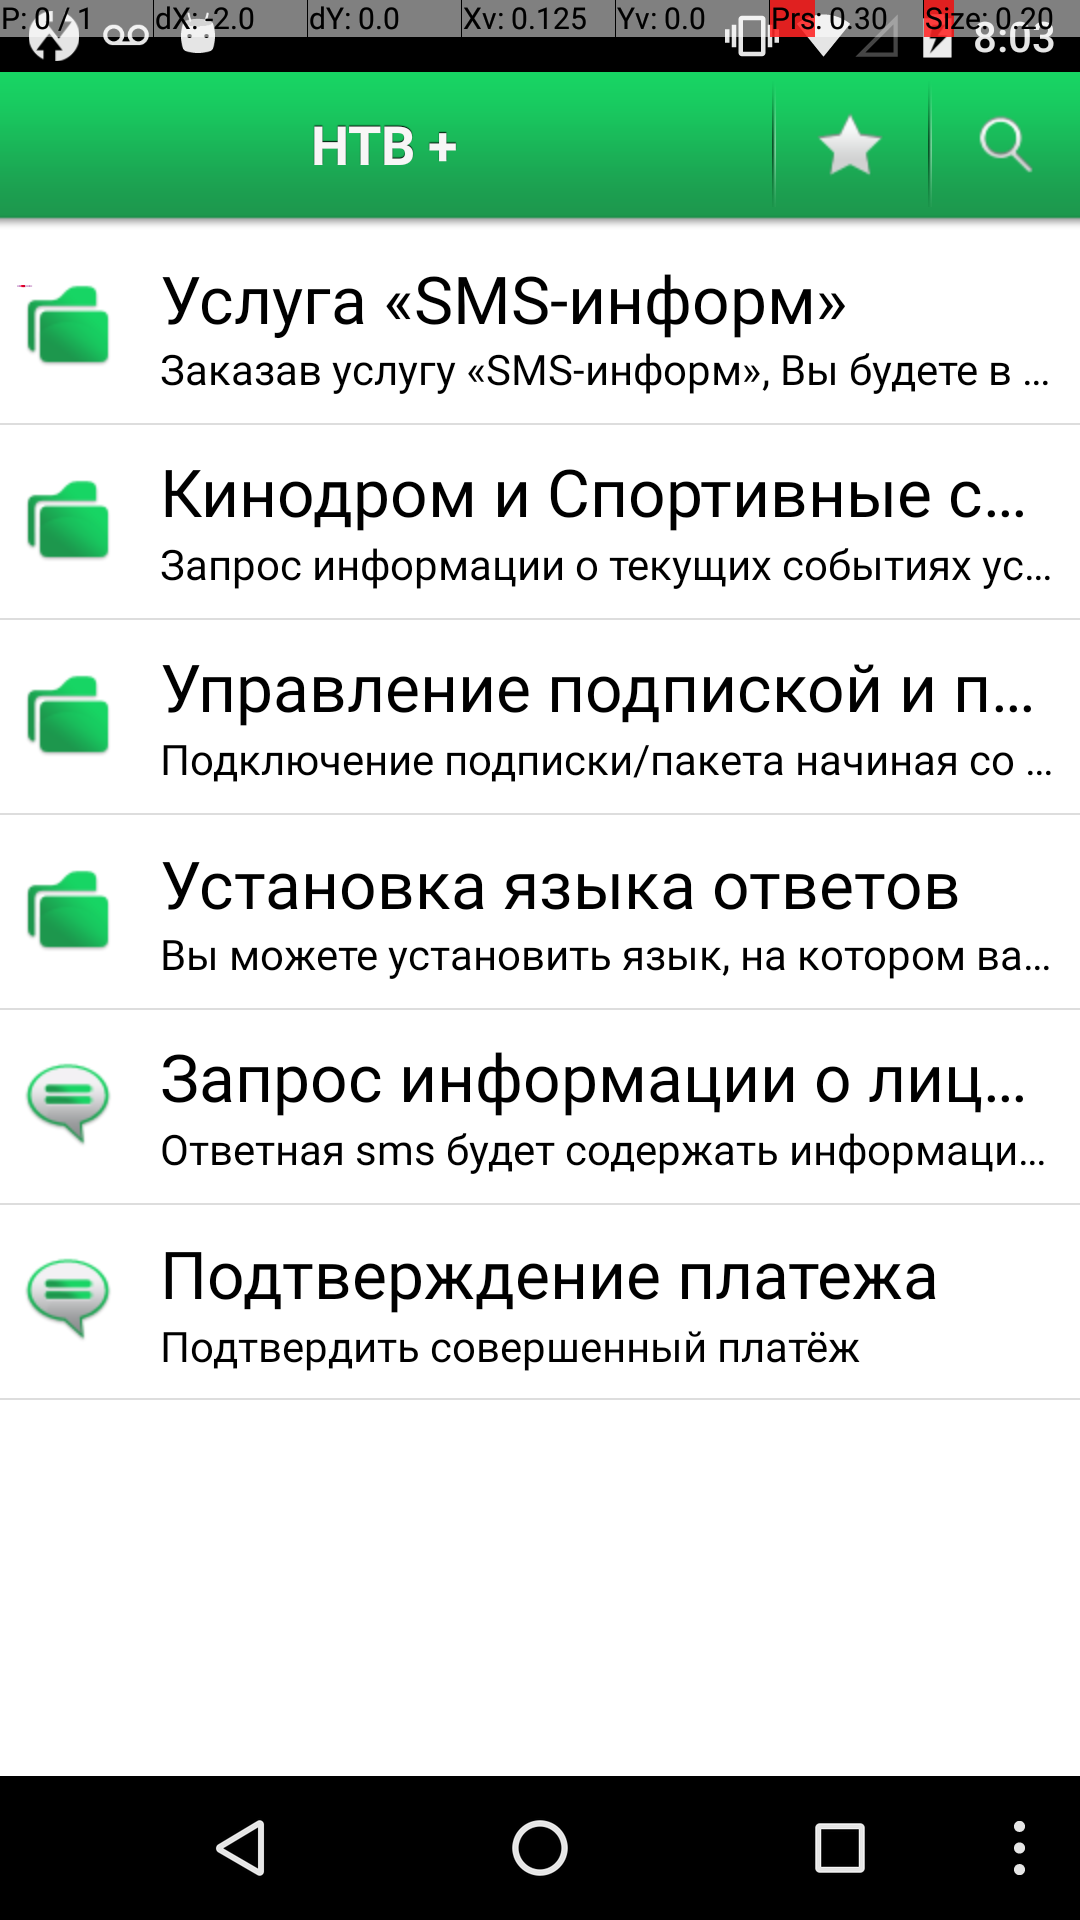 P: 0 / 1 dX: -2.0 dY: 0.0 Xv: 0.125 Yv: 0.0 Prs: 0.30 Size: 0.20
8:03
НТВ +
Услуга «SMS-информ»
Заказав услугу «SMS-информ», Вы будете в ...
Кинодром и Спортивные с...
Запрос информации о текущих событиях ус...
Управление подпиской и п...
Подключение подписки/пакета начиная со ...
Установка языка ответов
Вы можете установить язык, на котором ва...
Запрос информации о лиц...
Ответная sms будет содержать информаци...
Подтверждение платежа
Подтвердить совершенный платёж